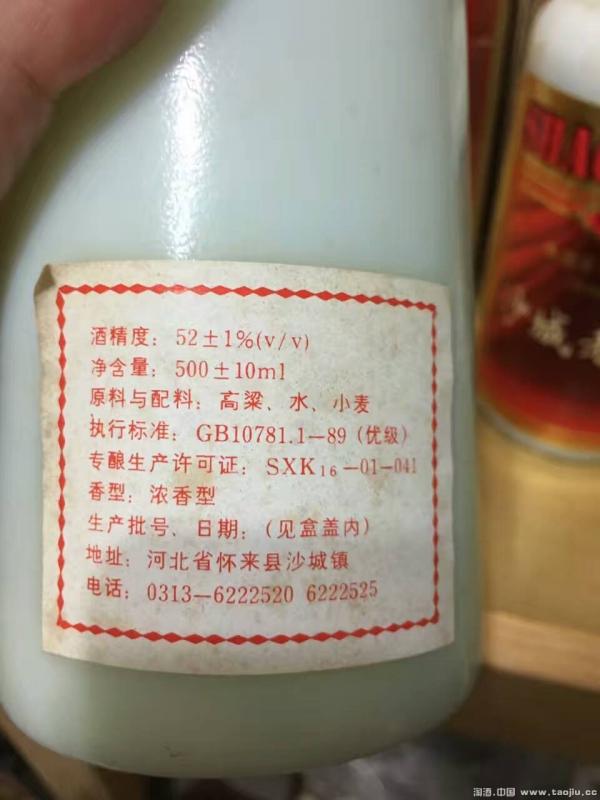 酒精度：52±1%(v/v)
净含量：500±10ml
原料与配料：高粱、水、小麦
执行标准：GB10781.1—89（优级）
专酿生产许可证：SXK16—01—041
香型：浓香型
生产批号、日期：（见盒盖内）
地址：河北省怀来县沙城镇
电话：0313—6222520 6222525
SHAC
沙城老
淘酒.中国 www.taojiu.cc